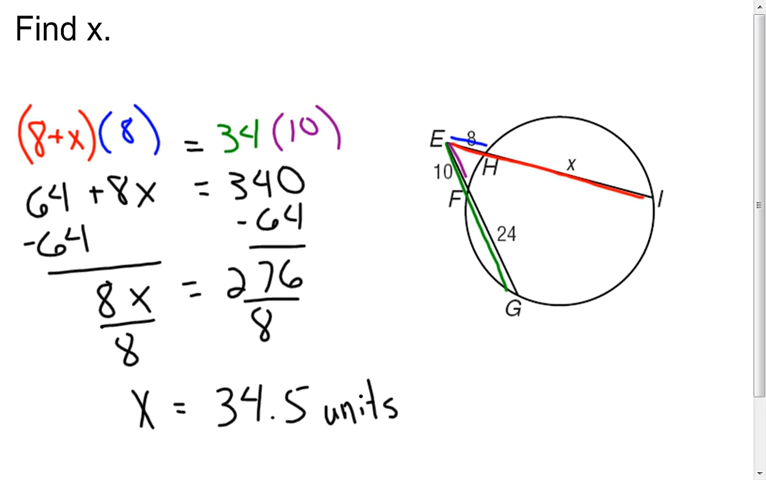 Find x.
(8+x)(8) = 34(10)
64 + 8x = 340
-64 -64
8x = 276
8 8
x = 34.5 units
E 8
H x I
10
F
24
G